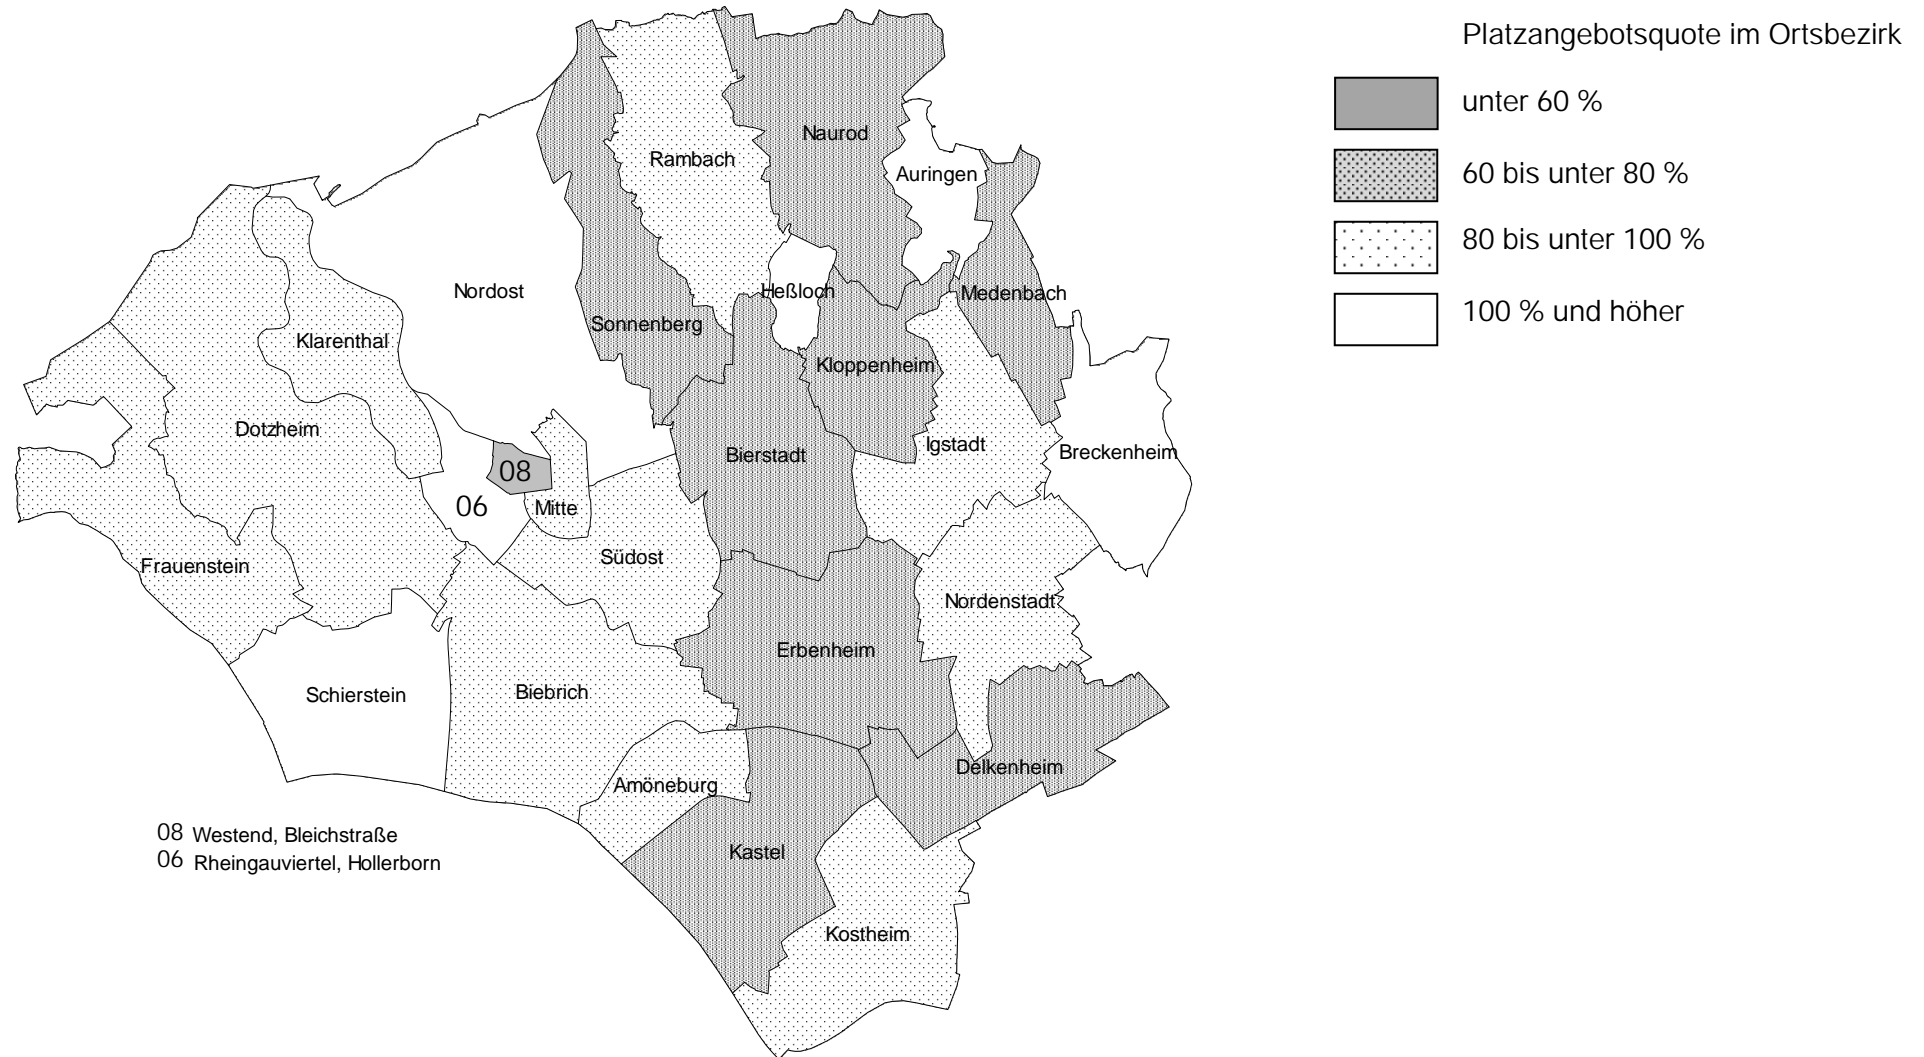 Platzangebotsquote im Ortsbezirk
unter 60 %
60 bis unter 80 %
80 bis unter 100 %
100 % und höher
Naurod
Rambach
Auringen
Nordost
Heßloch
Medenbach
Sonnenberg
Klarenthal
Kloppenheim
Dotzheim
Igstadt
Breckenheim
Bierstadt
08
06
Mitte
Südost
Frauenstein
Nordenstadt
Erbenheim
Schierstein
Biebrich
Delkenheim
Amöneburg
Kastel
Kostheim
08 Westend, Bleichstraße
06 Rheingauviertel, Hollerborn